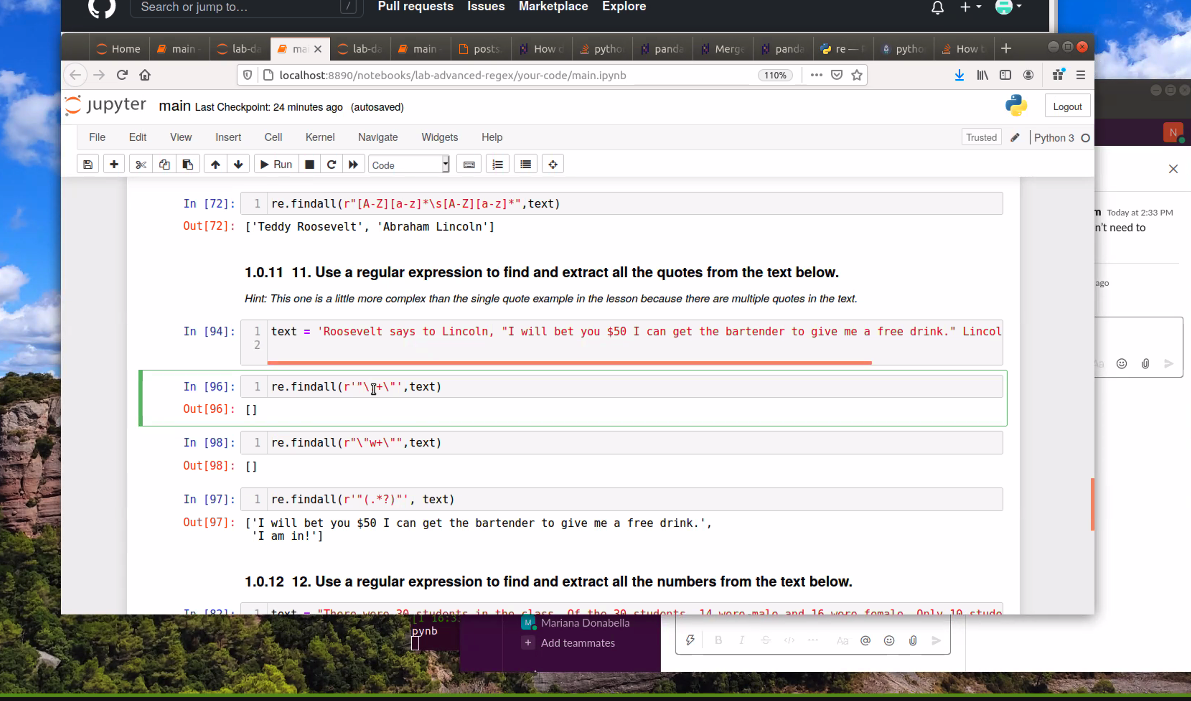 Search or jump to... / Pull requests Issues Marketplace Explore
Home main lab-da main lab-da main posts. How d pytho panda Merge panda re — pytho How t
localhost:8890/notebooks/lab-advanced-regex/your-code/main.ipynb 110%
jupyter main Last Checkpoint: 24 minutes ago (autosaved) Logout
File Edit View Insert Cell Kernel Navigate Widgets Help Trusted Python 3
Run Code
In [72]: 1 re.findall(r"[A-Z][a-z]*\s[A-Z][a-z]*",text)
Out[72]: ['Teddy Roosevelt', 'Abraham Lincoln']
1.0.11 11. Use a regular expression to find and extract all the quotes from the text below.
Hint: This one is a little more complex than the single quote example in the lesson because there are multiple quotes in the text.
In [94]: 1 text = 'Roosevelt says to Lincoln, "I will bet you $50 I can get the bartender to give me a free drink." Lincol
2
In [96]: 1 re.findall(r'"\ +\"',text)
Out[96]: []
In [98]: 1 re.findall(r"\"w+\"",text)
Out[98]: []
In [97]: 1 re.findall(r'"(.*?)"', text)
Out[97]: ['I will bet you $50 I can get the bartender to give me a free drink.',
'I am in!']
1.0.12 12. Use a regular expression to find and extract all the numbers from the text below.
In [82]: 1 text = "There were 30 students in the class. Of the 30 students, 14 were male and 16 were female. Only 10 stude
N
m Today at 2:33 PM
n't need to
ago
Aa
[I 16:3
pynb
M Mariana Donabella
+ Add teammates
B I Aa @